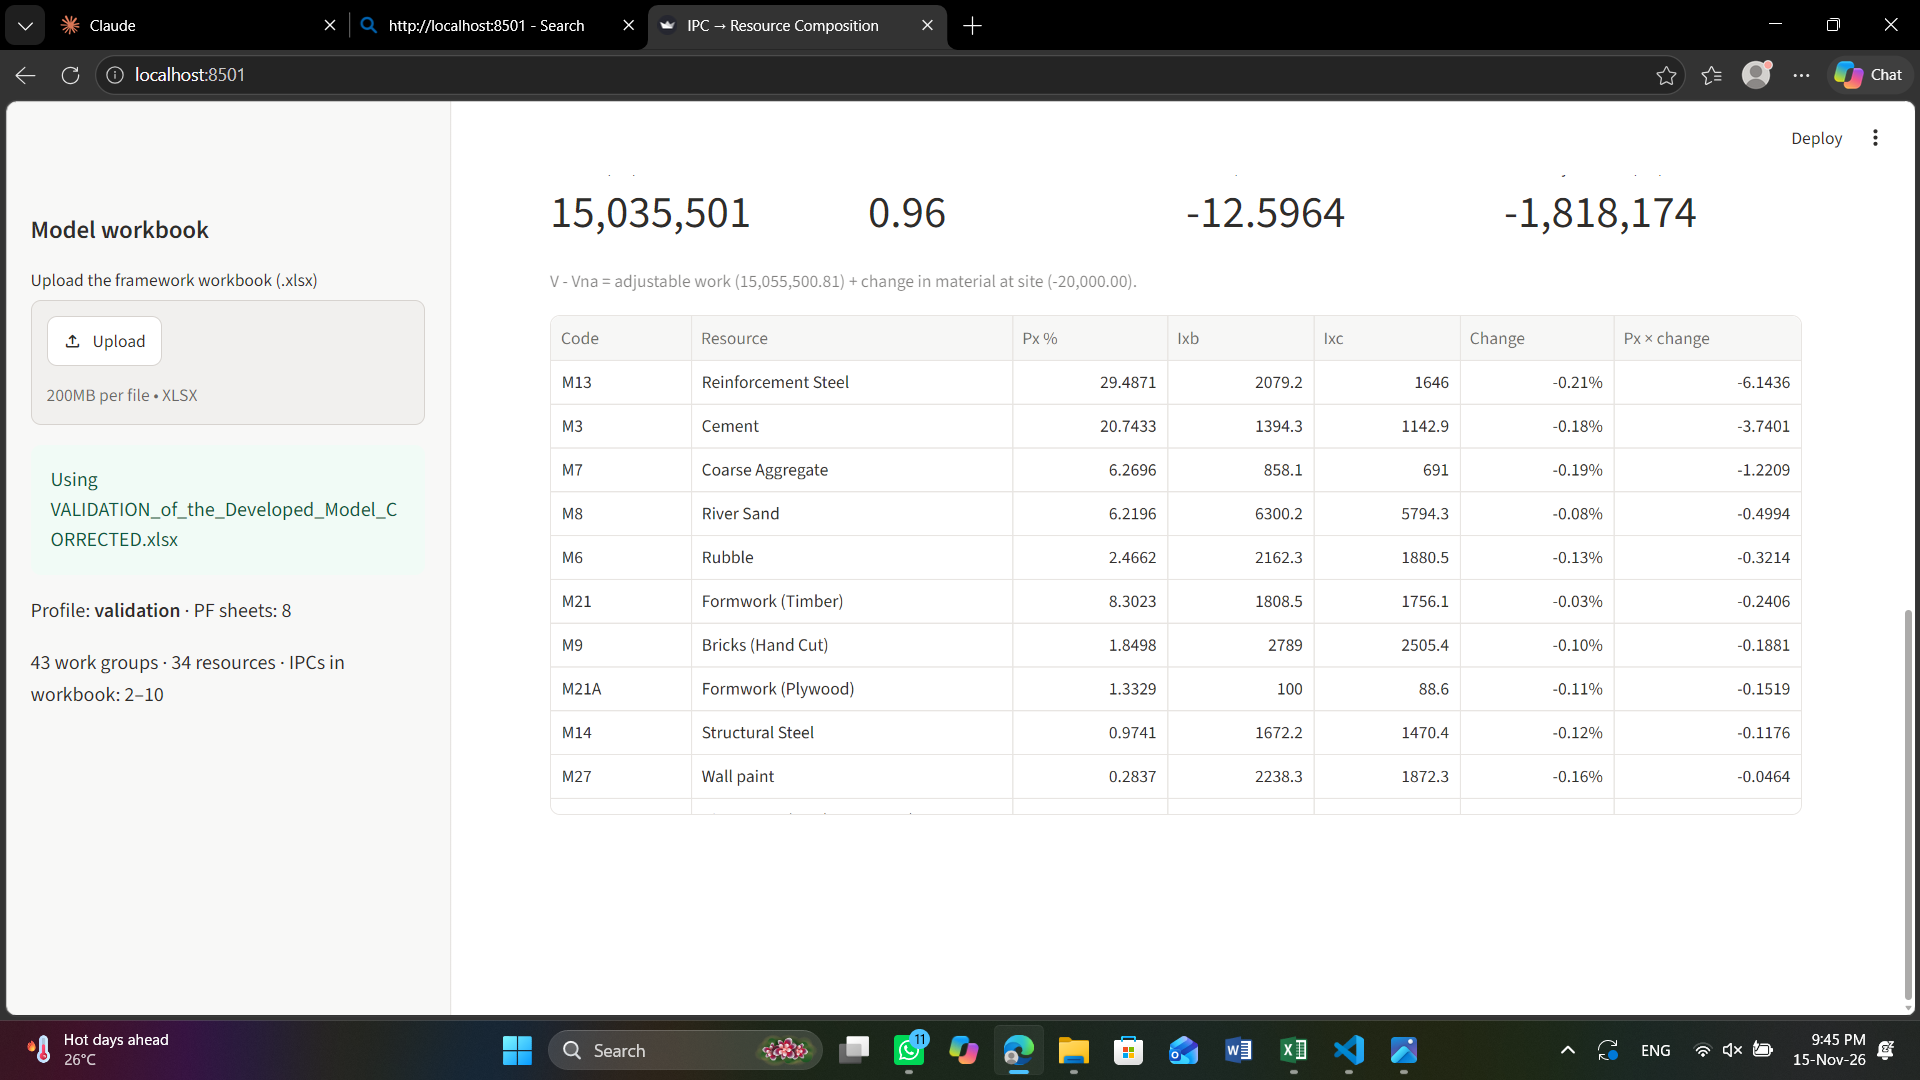 Claude
http://localhost:8501 - Search
IPC → Resource Composition
localhost:8501
Chat
Deploy
Model workbook
Upload the framework workbook (.xlsx)
Upload
200MB per file • XLSX
Using
VALIDATION_of_the_Developed_Model_C
ORRECTED.xlsx
Profile: validation · PF sheets: 8
43 work groups · 34 resources · IPCs in
workbook: 2–10
15,035,501 0.96 -12.5964 -1,818,174
V - Vna = adjustable work (15,055,500.81) + change in material at site (-20,000.00).
Code Resource Px % Ixb Ixc Change Px × change
M13 Reinforcement Steel 29.4871 2079.2 1646 -0.21% -6.1436
M3 Cement 20.7433 1394.3 1142.9 -0.18% -3.7401
M7 Coarse Aggregate 6.2696 858.1 691 -0.19% -1.2209
M8 River Sand 6.2196 6300.2 5794.3 -0.08% -0.4994
M6 Rubble 2.4662 2162.3 1880.5 -0.13% -0.3214
M21 Formwork (Timber) 8.3023 1808.5 1756.1 -0.03% -0.2406
M9 Bricks (Hand Cut) 1.8498 2789 2505.4 -0.10% -0.1881
M21A Formwork (Plywood) 1.3329 100 88.6 -0.11% -0.1519
M14 Structural Steel 0.9741 1672.2 1470.4 -0.12% -0.1176
M27 Wall paint 0.2837 2238.3 1872.3 -0.16% -0.0464
Hot days ahead
26°C
Search
11
ENG
9:45 PM
15-Nov-26